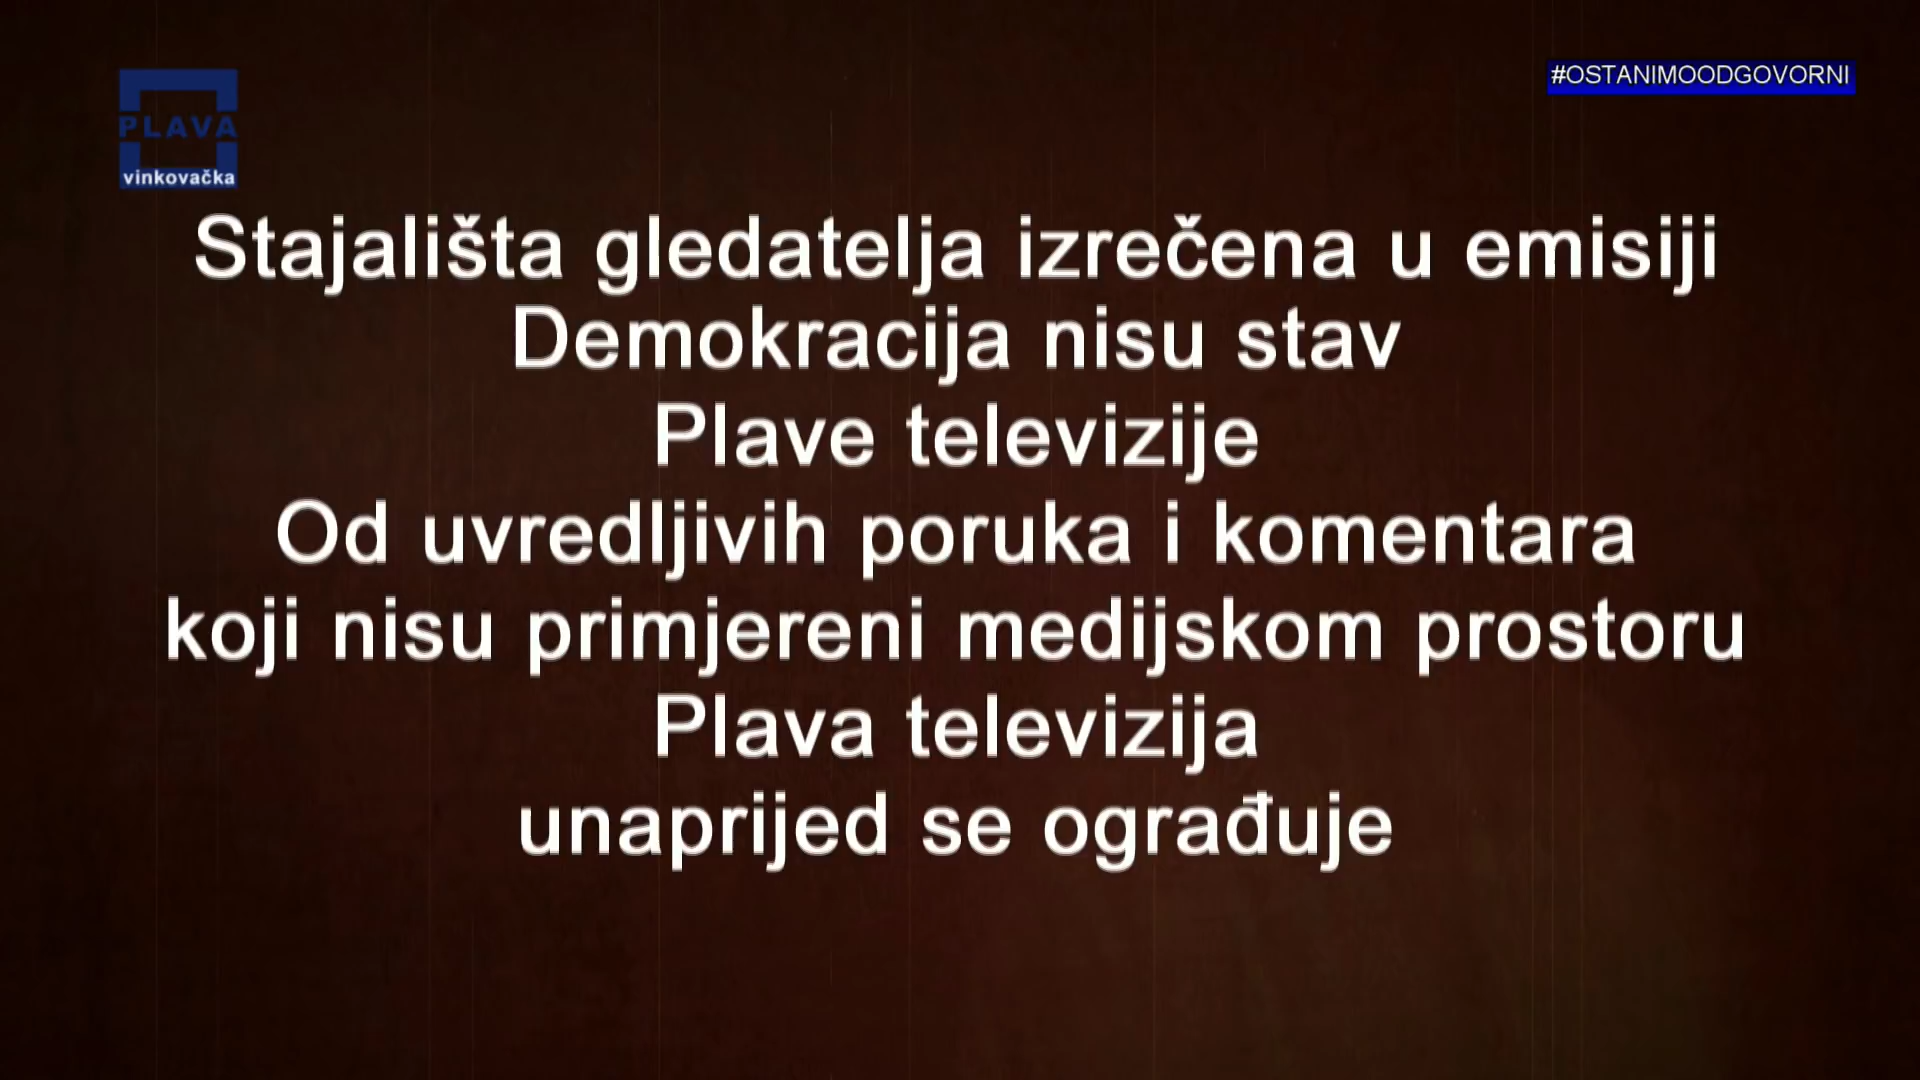 #OSTANIMOODGOVORNI
PLAVA
vinkovačka
Stajališta gledatelja izrečena u emisiji
Demokracija nisu stav
Plave televizije
Od uvredljivih poruka i komentara
koji nisu primjereni medijskom prostoru
Plava televizija
unaprijed se ograđuje